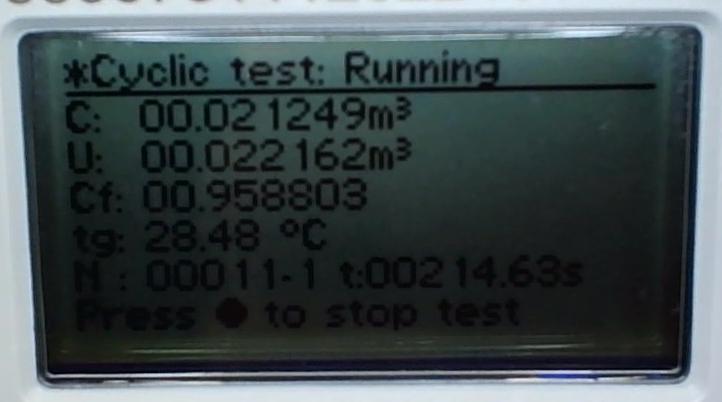 *Cyclic test: Running
C: 00.021249m³
U: 00.022162m³
Cf: 00.958803
tg: 28.48 °C
N : 00011-1 t:00214.63s
Press ● to stop test